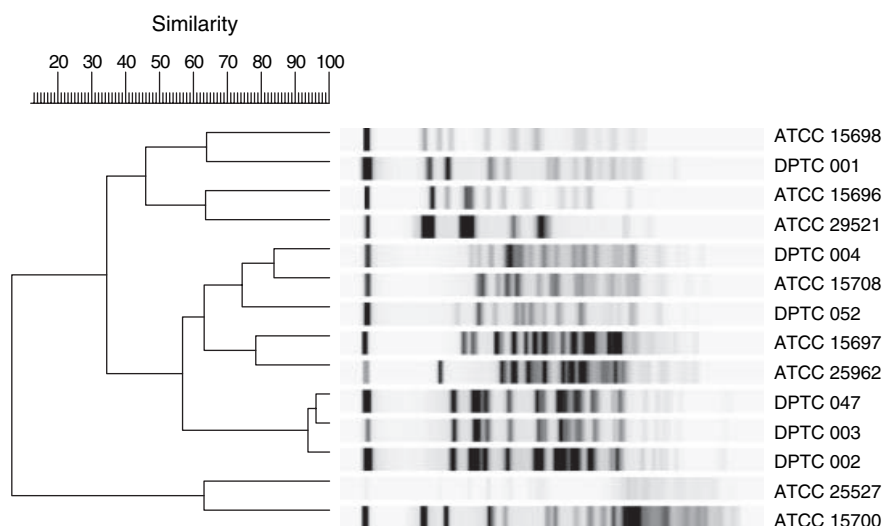 Similarity
20 30 40 50 60 70 80 90 100
ATCC 15698
DPTC 001
ATCC 15696
ATCC 29521
DPTC 004
ATCC 15708
DPTC 052
ATCC 15697
ATCC 25962
DPTC 047
DPTC 003
DPTC 002
ATCC 25527
ATCC 15700